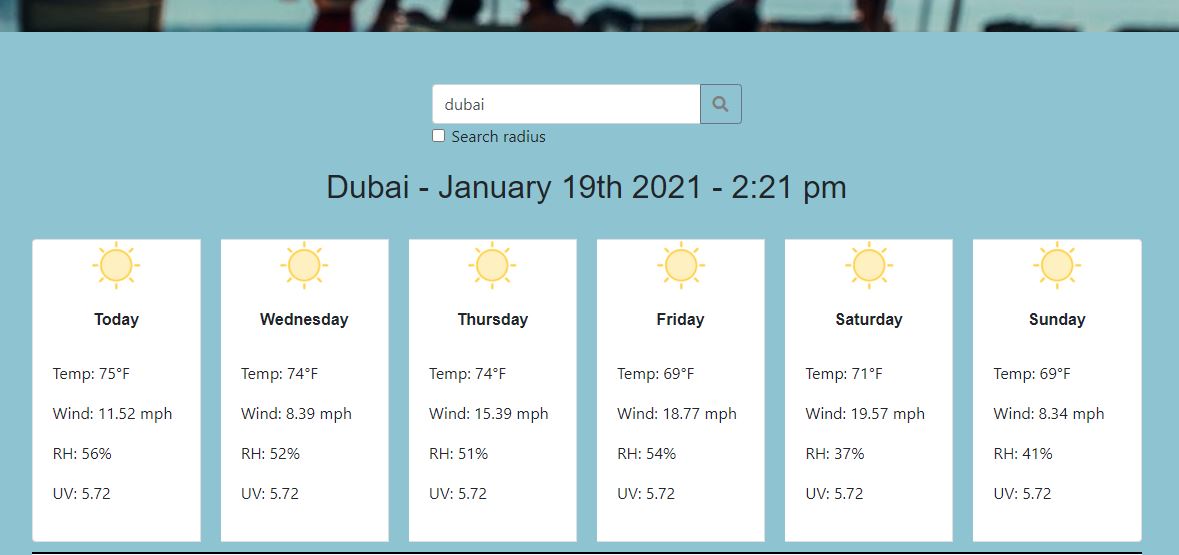 dubai
Search radius
Dubai - January 19th 2021 - 2:21 pm
Today
Temp: 75°F
Wind: 11.52 mph
RH: 56%
UV: 5.72
Wednesday
Temp: 74°F
Wind: 8.39 mph
RH: 52%
UV: 5.72
Thursday
Temp: 74°F
Wind: 15.39 mph
RH: 51%
UV: 5.72
Friday
Temp: 69°F
Wind: 18.77 mph
RH: 54%
UV: 5.72
Saturday
Temp: 71°F
Wind: 19.57 mph
RH: 37%
UV: 5.72
Sunday
Temp: 69°F
Wind: 8.34 mph
RH: 41%
UV: 5.72